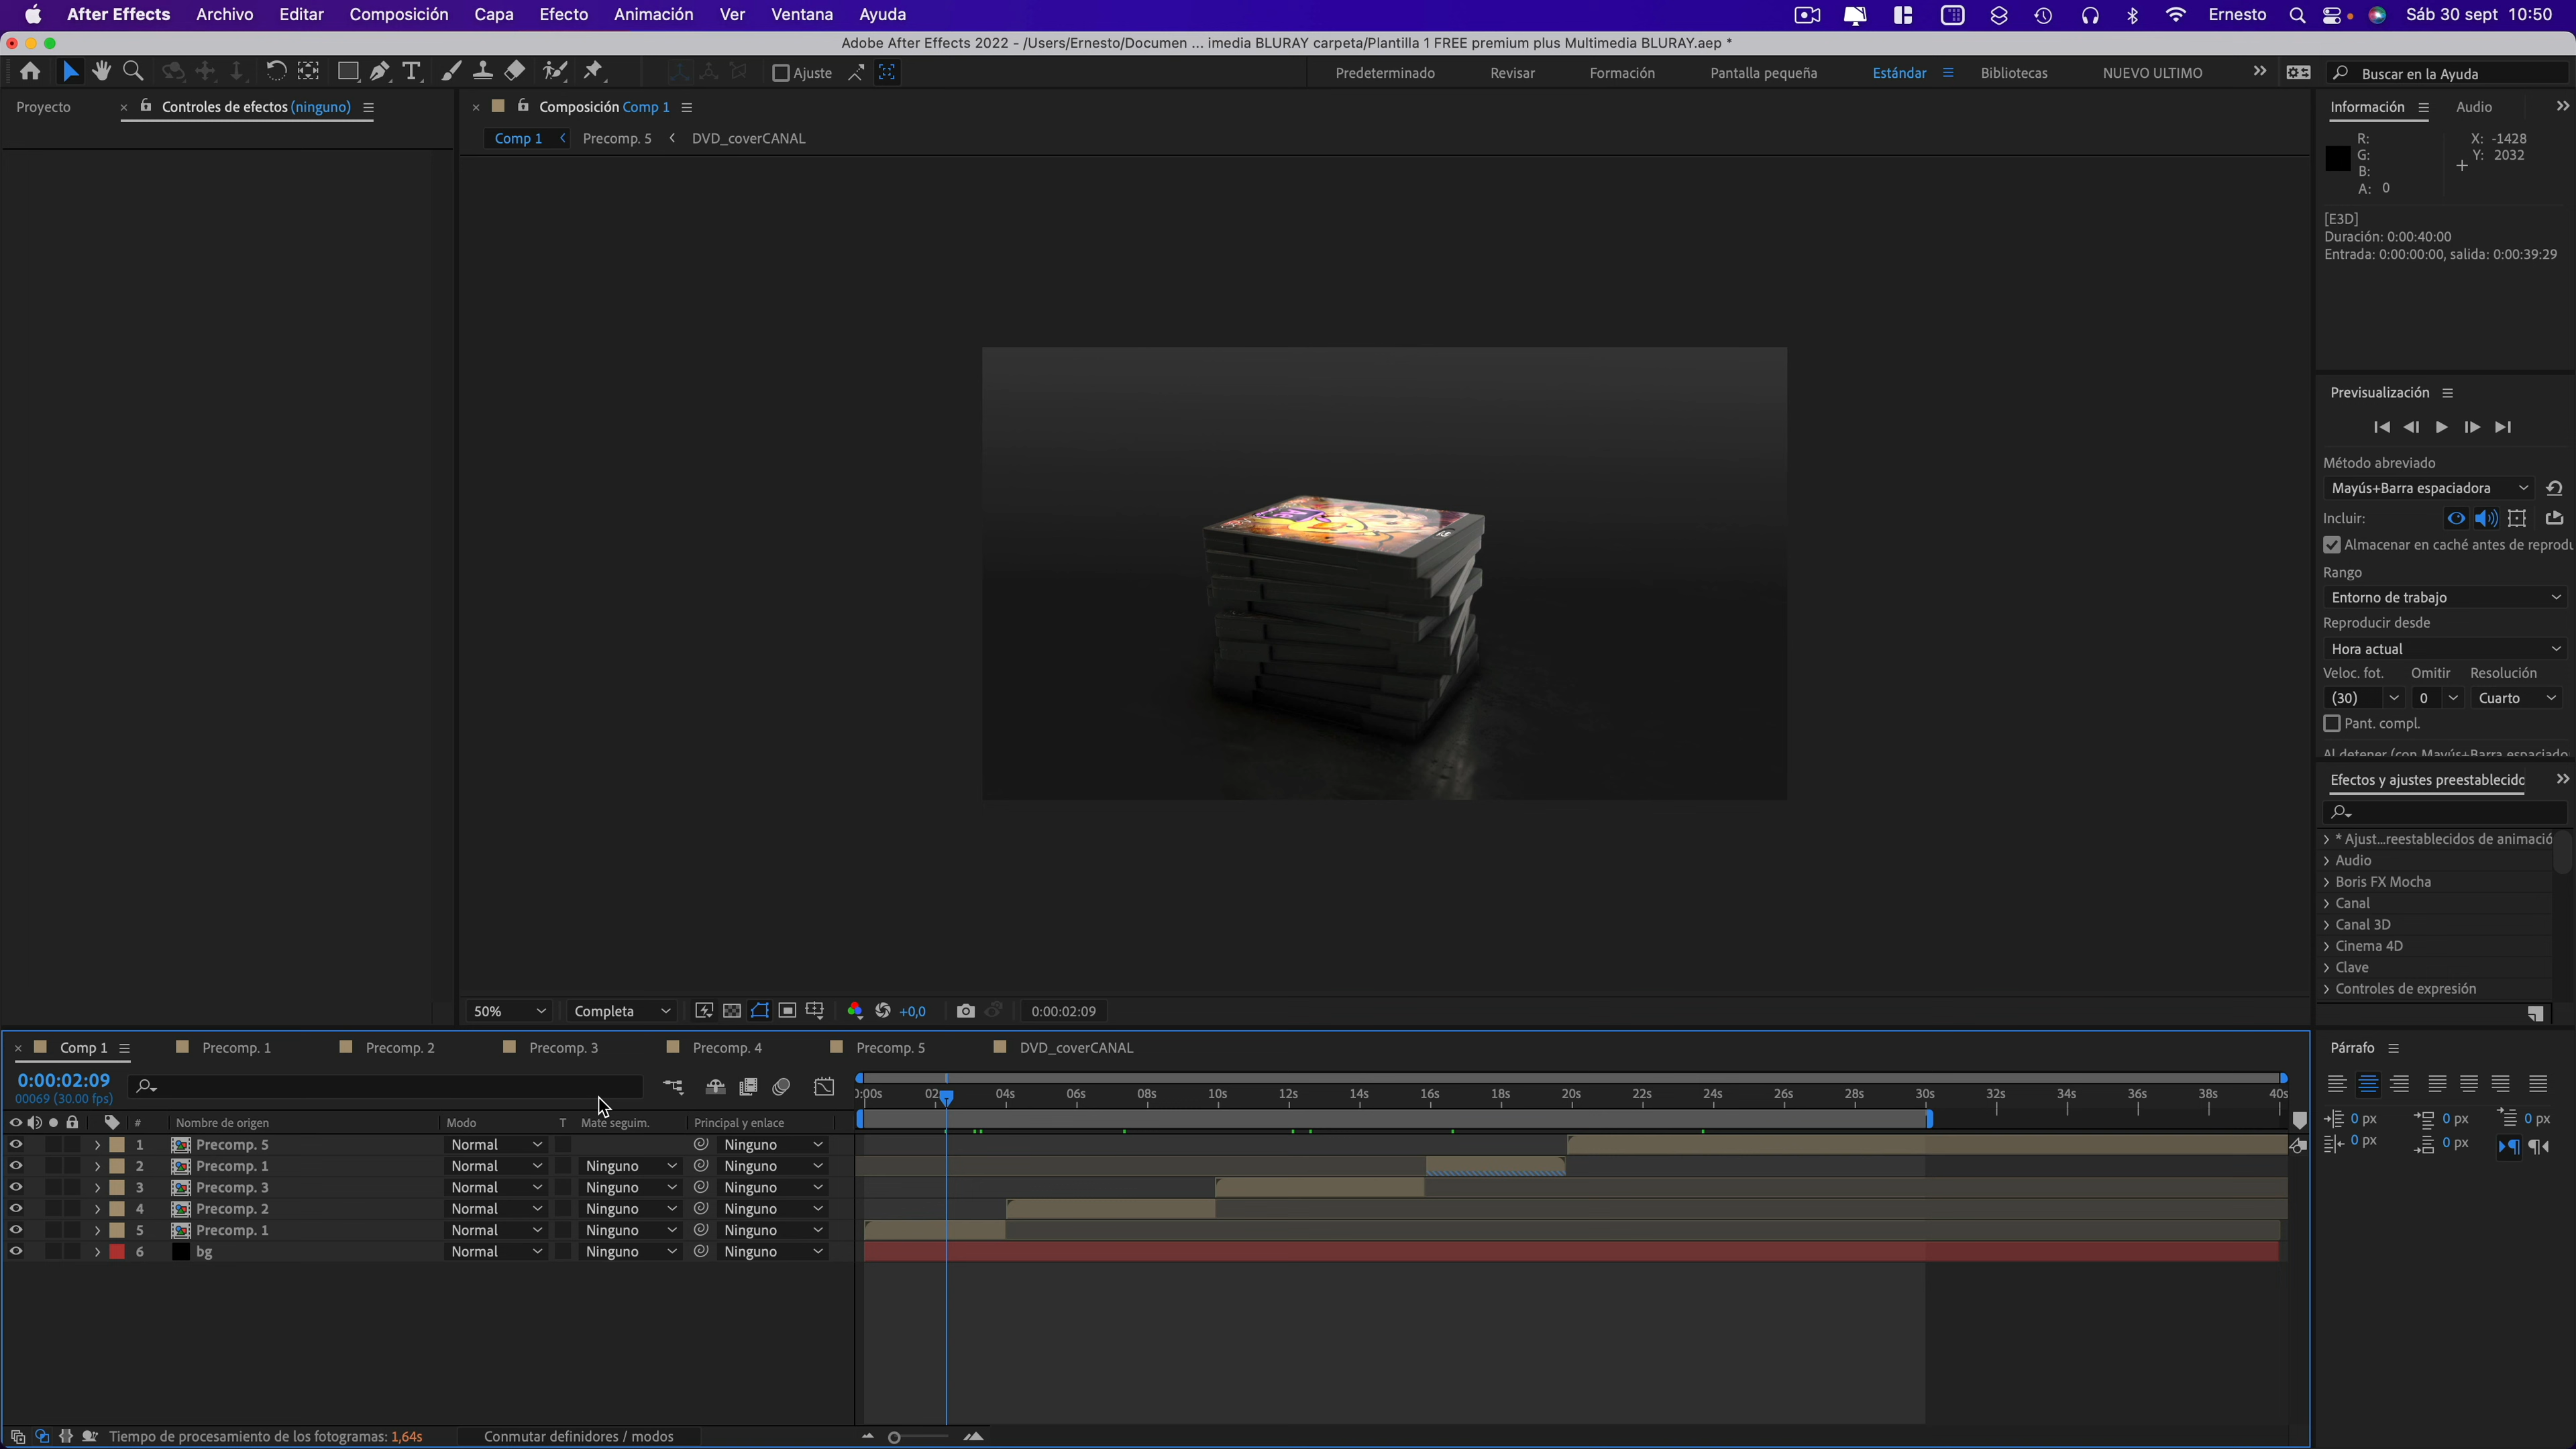 After Effects Archivo Editar Composición Capa Efecto Animación Ver Ventana Ayuda Ernesto Sáb 30 sept 10:50
Adobe After Effects 2022 - /Users/Ernesto/Documen ... imedia BLURAY carpeta/Plantilla 1 FREE premium plus Multimedia BLURAY.aep *
Ajuste Predeterminado Revisar Formación Pantalla pequeña Estándar Bibliotecas NUEVO ULTIMO Buscar en la Ayuda
Proyecto Controles de efectos (ninguno) Composición Comp 1
Comp 1 Precomp. 5 DVD_coverCANAL
Información Audio
R: X: -1428
G: Y: 2032
B:
A: 0
[E3D]
Duración: 0:00:40:00
Entrada: 0:00:00:00, salida: 0:00:39:29
Previsualización
Método abreviado
Mayús+Barra espaciadora
Incluir:
Almacenar en caché antes de reprodu
Rango
Entorno de trabajo
Reproducir desde
Hora actual
Veloc. fot. Omitir Resolución
(30) 0 Cuarto
Pant. compl.
Al detener (con Mayús+Barra espaciado
Efectos y ajustes preestablecidc
* Ajust...reestablecidos de animació
Audio
Boris FX Mocha
Canal
Canal 3D
Cinema 4D
Clave
Controles de expresión
50% Completa +0,0 0:00:02:09
Comp 1 Precomp. 1 Precomp. 2 Precomp. 3 Precomp. 4 Precomp. 5 DVD_coverCANAL
0:00:02:09
00069 (30.00 fps)
):00s 02 04s 06s 08s 10s 12s 14s 16s 18s 20s 22s 24s 26s 28s 30s 32s 34s 36s 38s 40s
# Nombre de origen Modo T Mate seguim. Principal y enlace
1 Precomp. 5 Normal Ninguno
2 Precomp. 1 Normal Ninguno Ninguno
3 Precomp. 3 Normal Ninguno Ninguno
4 Precomp. 2 Normal Ninguno Ninguno
5 Precomp. 1 Normal Ninguno Ninguno
6 bg Normal Ninguno Ninguno
Párrafo
0 px 0 px 0 px
0 px 0 px
Tiempo de procesamiento de los fotogramas: 1,64s Conmutar definidores / modos